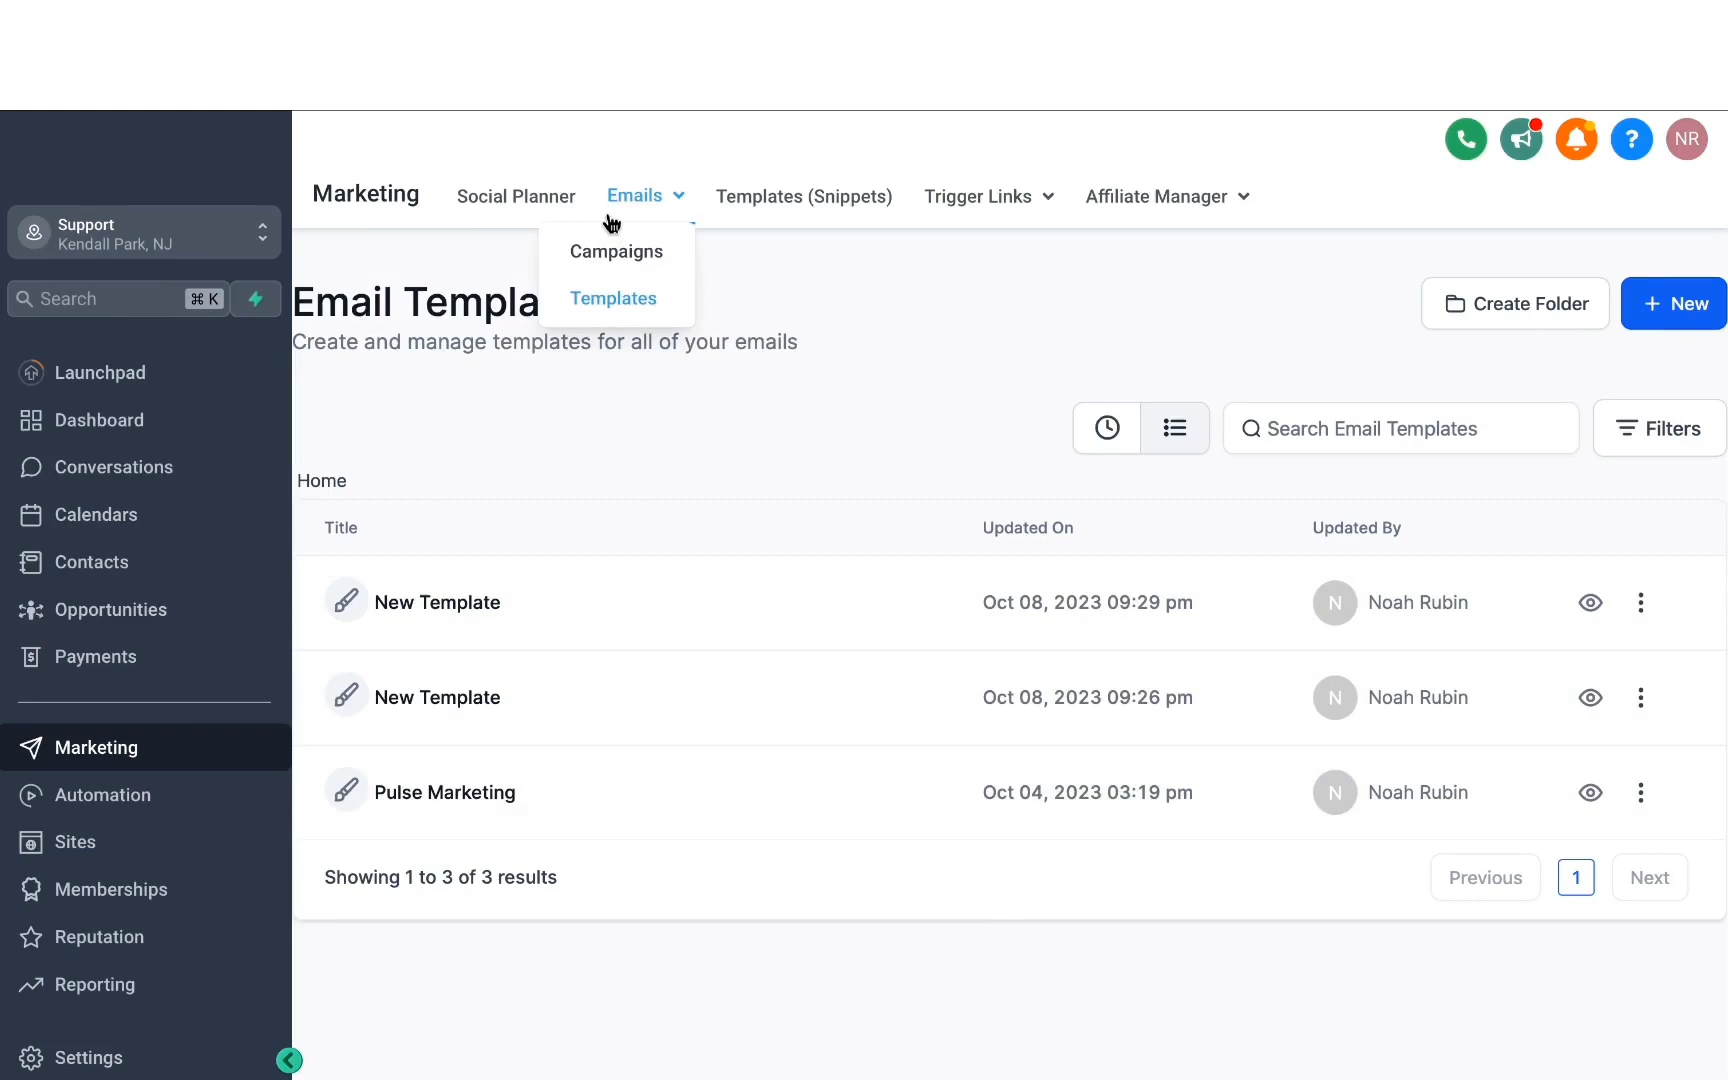 NR
Marketing
Social Planner
Emails
Templates (Snippets)
Trigger Links
Affiliate Manager
Campaigns
Templates
Support
Kendall Park, NJ
Search
⌘ K
Launchpad
Dashboard
Conversations
Calendars
Contacts
Opportunities
Payments
Marketing
Automation
Sites
Memberships
Reputation
Reporting
Settings
Email Templa
Create and manage templates for all of your emails
Create Folder
+ New
Search Email Templates
Filters
Home
Title Updated On Updated By
New Template Oct 08, 2023 09:29 pm N Noah Rubin
New Template Oct 08, 2023 09:26 pm N Noah Rubin
Pulse Marketing Oct 04, 2023 03:19 pm N Noah Rubin
Showing 1 to 3 of 3 results
Previous 1 Next